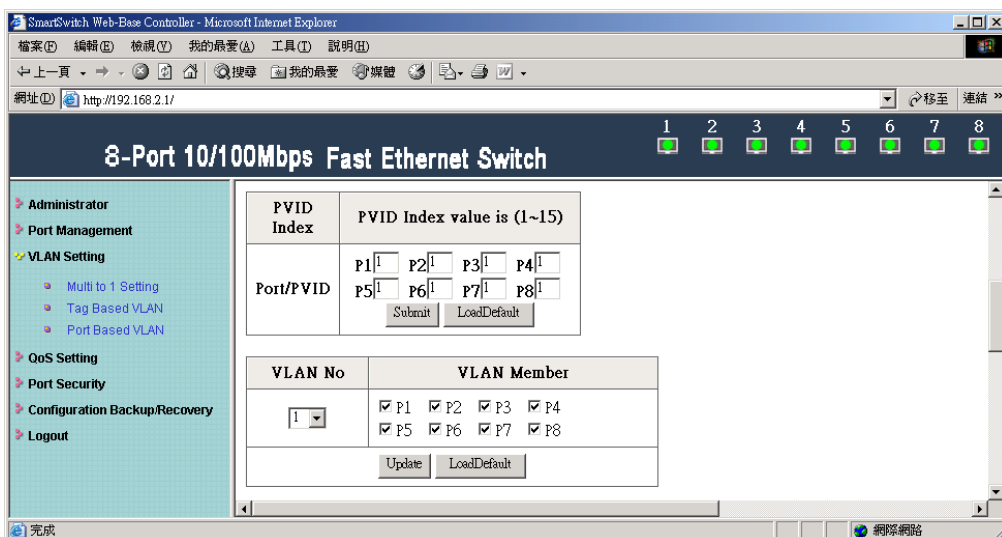 SmartSwitch Web-Base Controller - Microsoft Internet Explorer
檔案(F) 編輯(E) 檢視(V) 我的最愛(A) 工具(T) 說明(H)
上一頁 搜尋 我的最愛 媒體
網址(D) http://192.168.2.1/ 移至 連結 »
8-Port 10/100Mbps Fast Ethernet Switch
1 2 3 4 5 6 7 8
Administrator
Port Management
VLAN Setting
Multi to 1 Setting
Tag Based VLAN
Port Based VLAN
QoS Setting
Port Security
Configuration Backup/Recovery
Logout
PVID Index PVID Index value is (1~15)
Port/PVID
P1 1 P2 1 P3 1 P4 1
P5 1 P6 1 P7 1 P8 1
Submit LoadDefault
VLAN No VLAN Member
1
P1 P2 P3 P4
P5 P6 P7 P8
Update LoadDefault
完成 網際網路